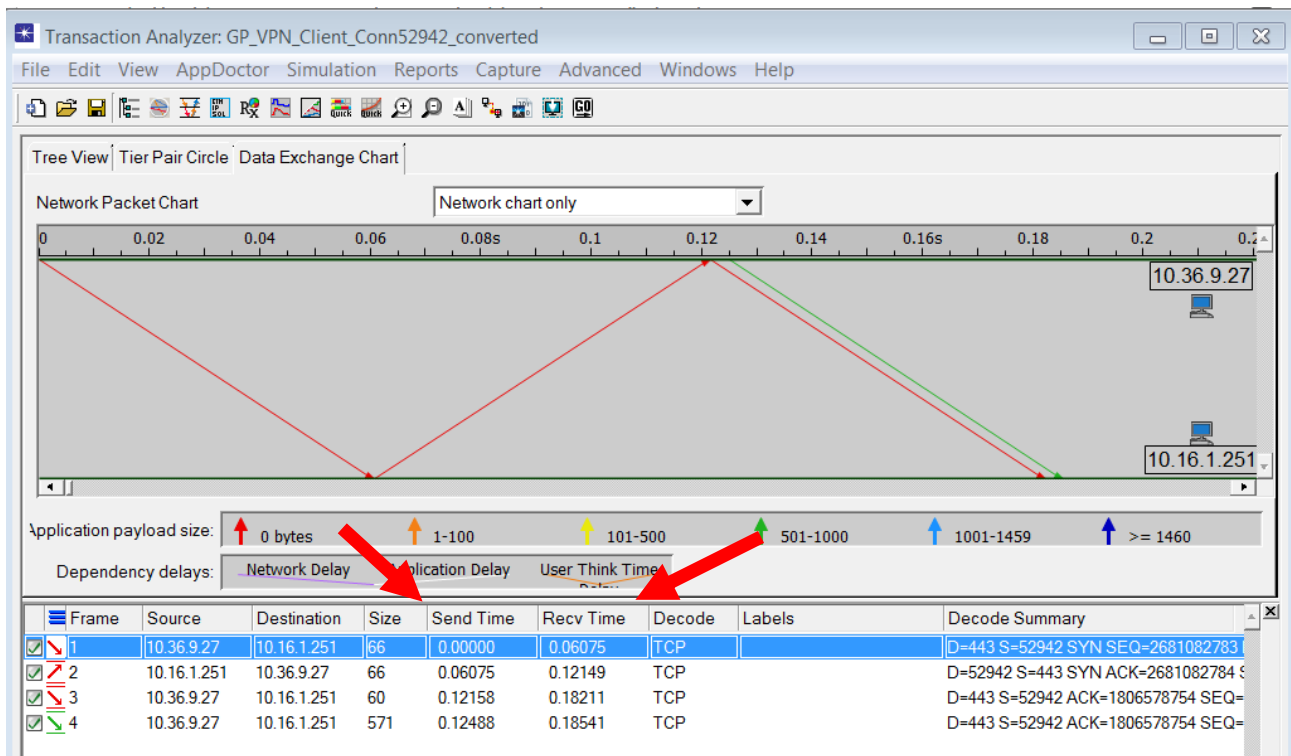 Transaction Analyzer: GP_VPN_Client_Conn52942_converted
File Edit View AppDoctor Simulation Reports Capture Advanced Windows Help
Tree View Tier Pair Circle Data Exchange Chart
Network Packet Chart Network chart only
0 0.02 0.04 0.06 0.08s 0.1 0.12 0.14 0.16s 0.18 0.2
10.36.9.27
10.16.1.251
Application payload size: 0 bytes 1-100 101-500 501-1000 1001-1459 >= 1460
Dependency delays: Network Delay Application Delay User Think Time
Frame Source Destination Size Send Time Recv Time Decode Labels Decode Summary
1 10.36.9.27 10.16.1.251 66 0.00000 0.06075 TCP D=443 S=52942 SYN SEQ=2681082783
2 10.16.1.251 10.36.9.27 66 0.06075 0.12149 TCP D=52942 S=443 SYN ACK=2681082784
3 10.36.9.27 10.16.1.251 60 0.12158 0.18211 TCP D=443 S=52942 ACK=1806578754 SEQ=
4 10.36.9.27 10.16.1.251 571 0.12488 0.18541 TCP D=443 S=52942 ACK=1806578754 SEQ=